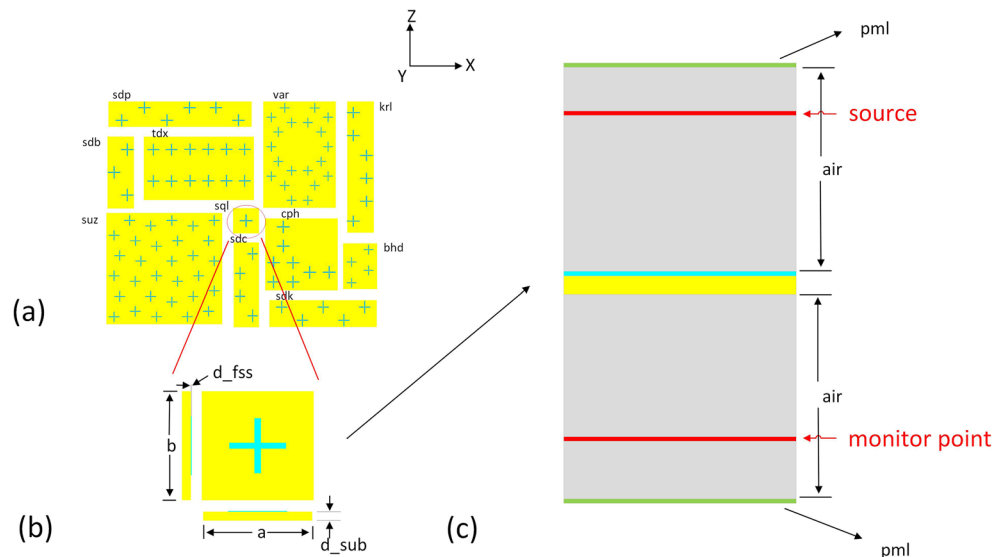 Z
X
Y
sdp
var
krl
sdb
tdx
suz
sql
cph
sdc
bhd
sdk
(a)
d_fss
b
a
d_sub
(b)
pml
source
air
air
monitor point
pml
(c)